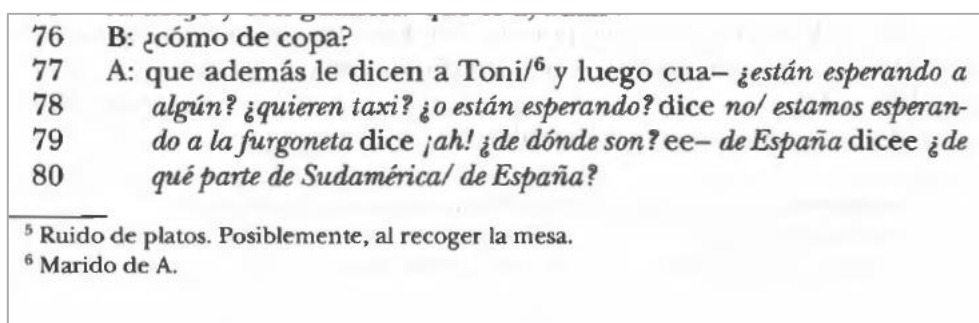 76 B: ¿cómo de copa?
77 A: que además le dicen a Toni/⁶ y luego cua– ¿están esperando a
78 algún? ¿quieren taxi? ¿o están esperando? dice no/ estamos esperan-
79 do a la furgoneta dice ¡ah! ¿de dónde son? ee– de España dicee ¿de
80 qué parte de Sudamérica/ de España?
⁵ Ruido de platos. Posiblemente, al recoger la mesa.
⁶ Marido de A.